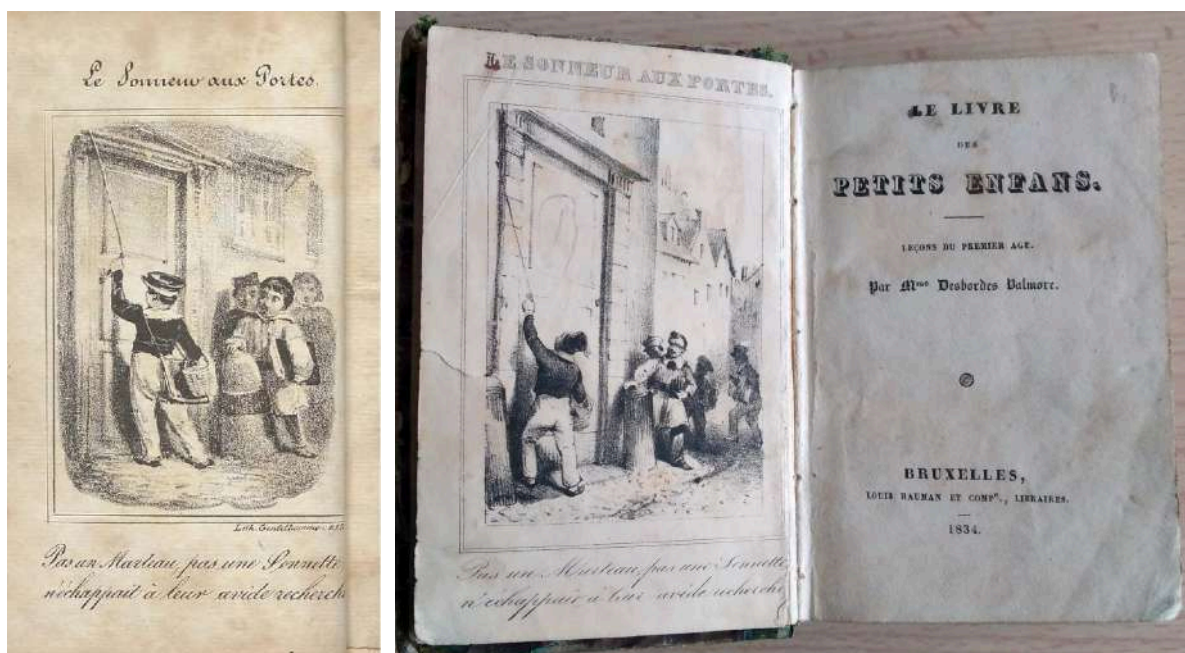 Le Sonneur aux Portes.
Lith. Gentilhomme
Pas un Marteau, pas une Sonnette
n'échappait à leur avide recherch
LE SONNEUR AUX PORTES.
Pas un Marteau, pas une Sonnette
n'échappait à leur avide recherche
LE LIVRE
DES
PETITS ENFANS.
LEÇONS DU PREMIER AGE.
Par Mme Desbordes Valmore.
BRUXELLES,
LOUIS HAUMAN ET COMPe., LIBRAIRES.
1834.